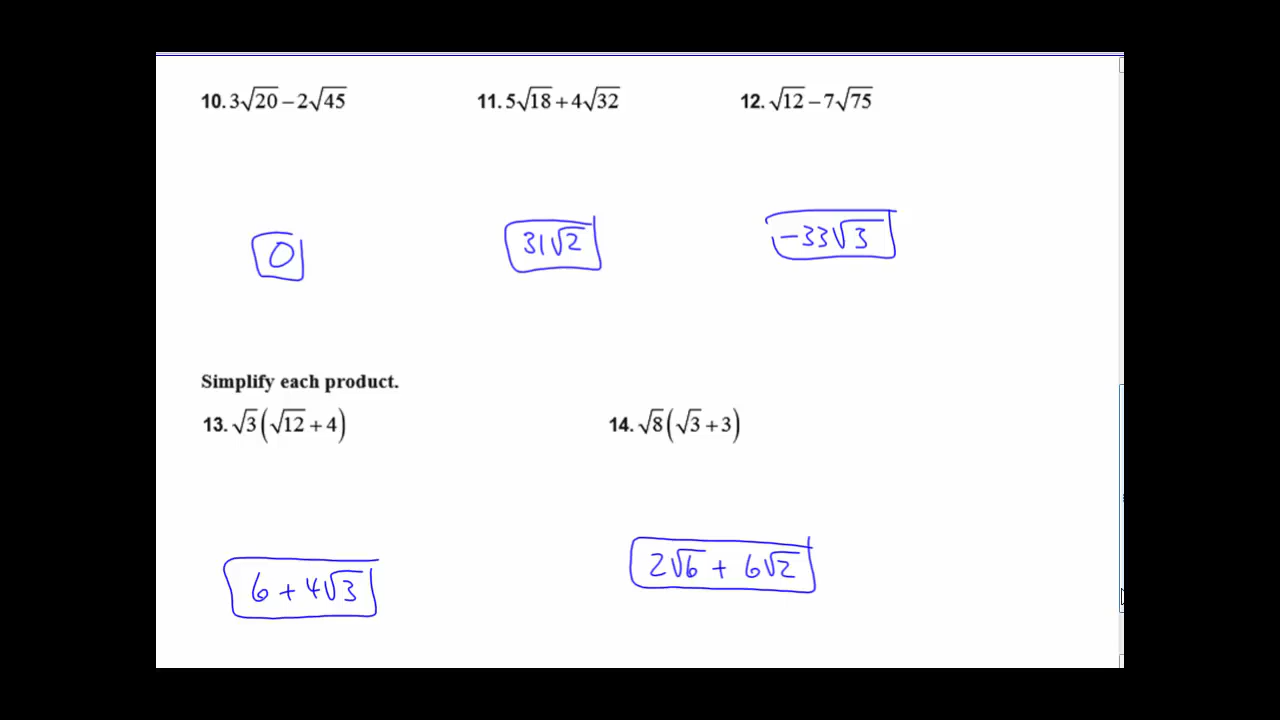 10. 3√20 – 2√45 11. 5√18 + 4√32 12. √12 – 7√75
0 31√2 -33√3
Simplify each product.
13. √3(√12 + 4) 14. √8(√3 + 3)
6 + 4√3 2√6 + 6√2